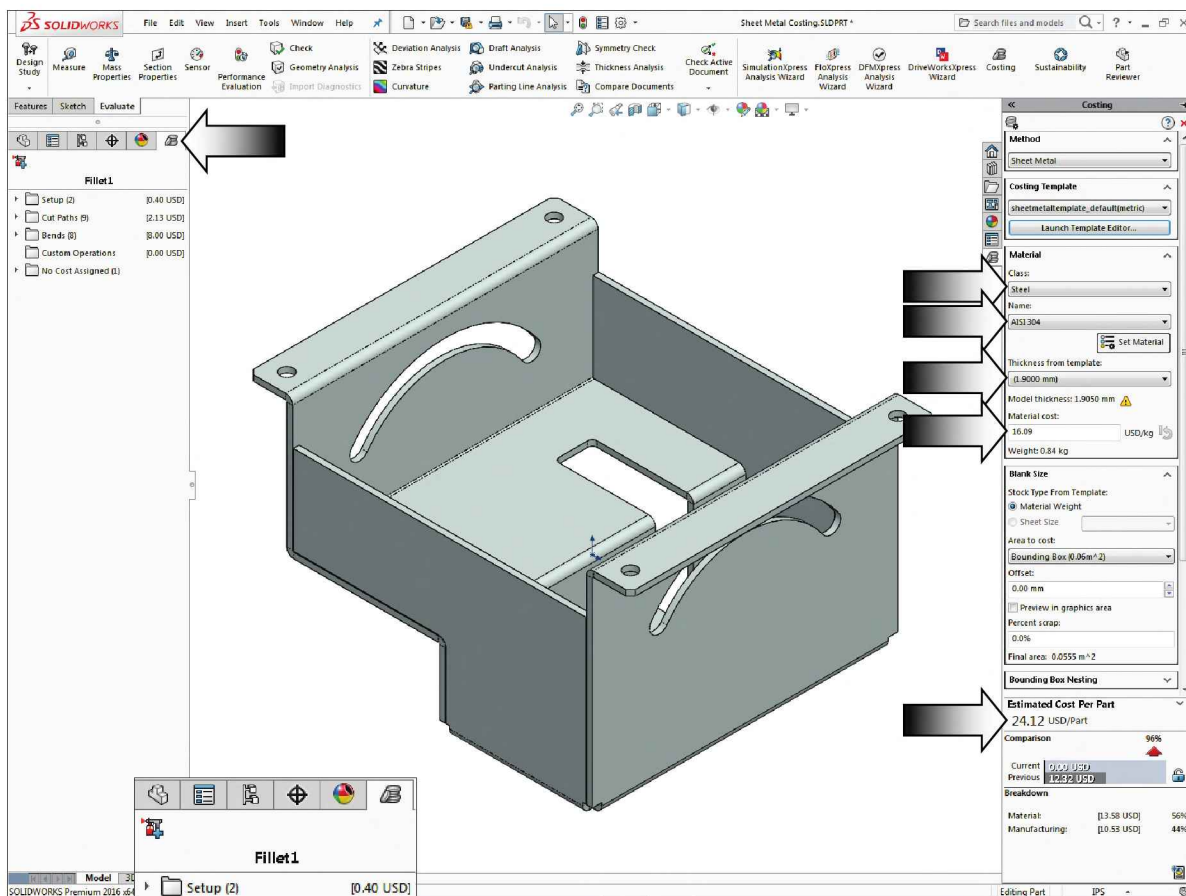 SOLIDWORKS File Edit View Insert Tools Window Help Sheet Metal Costing.SLDPRT * Search files and models
Design Study
Measure
Mass Properties
Section Properties
Sensor
Performance Evaluation
Check
Geometry Analysis
Import Diagnostics
Deviation Analysis
Zebra Stripes
Curvature
Draft Analysis
Undercut Analysis
Parting Line Analysis
Symmetry Check
Thickness Analysis
Compare Documents
Check Active Document
SimulationXpress Analysis Wizard
FloXpress Analysis Wizard
DFMXpress Analysis Wizard
DriveWorksXpress Wizard
Costing
Sustainability
Part Reviewer
Features Sketch Evaluate
Fillet1
Setup (2) [0.40 USD]
Cut Paths (9) [2.13 USD]
Bends (8) [8.00 USD]
Custom Operations [0.00 USD]
No Cost Assigned (1)
Costing
Method
Sheet Metal
Costing Template
sheetmetaltemplate_default(metric)
Launch Template Editor...
Material
Class:
Steel
Name:
AISI 304
Set Material
Thickness from template:
(1.9000 mm)
Model thickness: 1.9050 mm
Material cost:
16.09 USD/kg
Weight: 0.84 kg
Blank Size
Stock Type From Template:
Material Weight
Sheet Size
Area to cost:
Bounding Box (0.06m^2)
Offset:
0.00 mm
Preview in graphics area
Percent scrap:
0.0%
Final area: 0.0555 m^2
Bounding Box Nesting
Estimated Cost Per Part
24.12 USD/Part
Comparison 96%
Current 0.00 USD
Previous 12.32 USD
Breakdown
Material: [13.58 USD] 56%
Manufacturing: [10.53 USD] 44%
Fillet1
Setup (2) [0.40 USD]
Model 3D
SOLIDWORKS Premium 2016 x64
Editing Part IPS